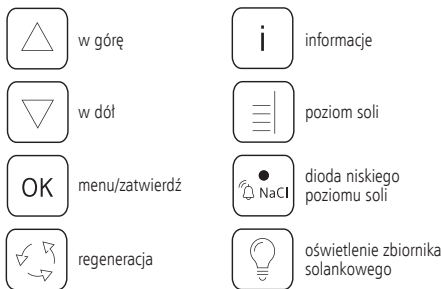 w górę
i
informacje
w dół
poziom soli
OK
menu/zatwierdź
NaCl
dioda niskiego
poziomu soli
regeneracja
oświetlenie zbiornika
solankowego